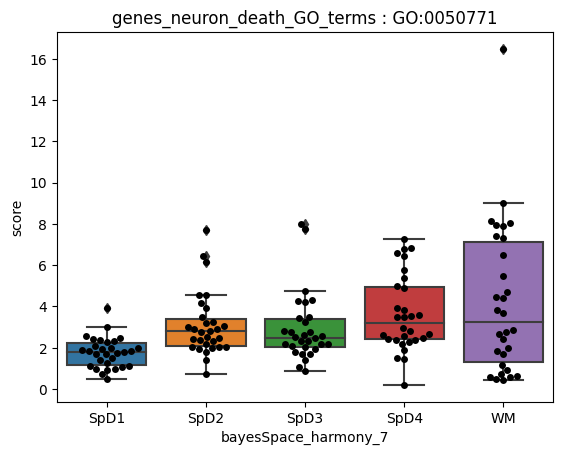 genes_neuron_death_GO_terms : GO:0050771
score
16
14
12
10
8
6
4
2
0
SpD1 SpD2 SpD3 SpD4 WM
bayesSpace_harmony_7